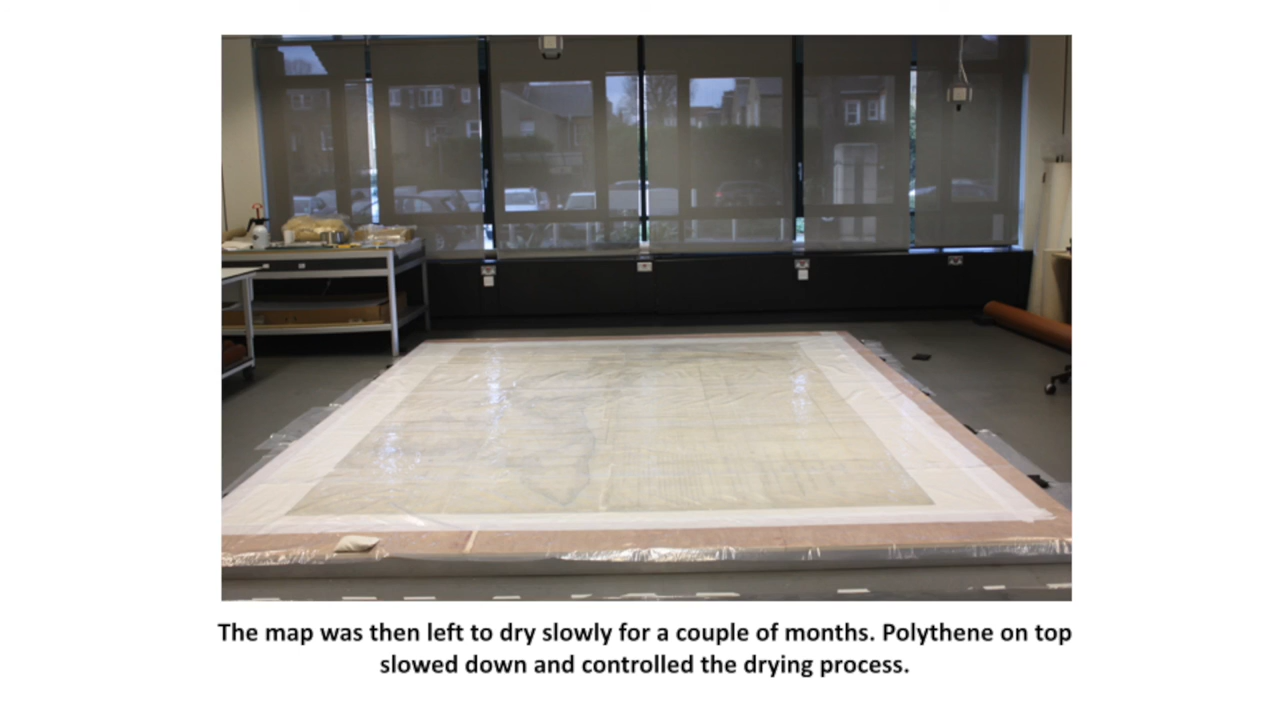 The map was then left to dry slowly for a couple of months. Polythene on top
slowed down and controlled the drying process.